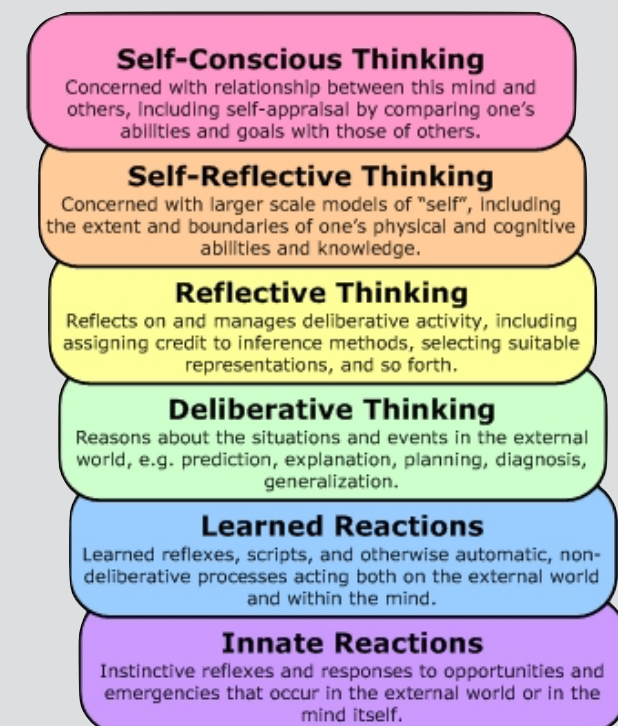 Self-Conscious Thinking
Concerned with relationship between this mind and
others, including self-appraisal by comparing one's
abilities and goals with those of others.
Self-Reflective Thinking
Concerned with larger scale models of "self", including
the extent and boundaries of one's physical and cognitive
abilities and knowledge.
Reflective Thinking
Reflects on and manages deliberative activity, including
assigning credit to inference methods, selecting suitable
representations, and so forth.
Deliberative Thinking
Reasons about the situations and events in the external
world, e.g. prediction, explanation, planning, diagnosis,
generalization.
Learned Reactions
Learned reflexes, scripts, and otherwise automatic, non-
deliberative processes acting both on the external world
and within the mind.
Innate Reactions
Instinctive reflexes and responses to opportunities and
emergencies that occur in the external world or in the
mind itself.